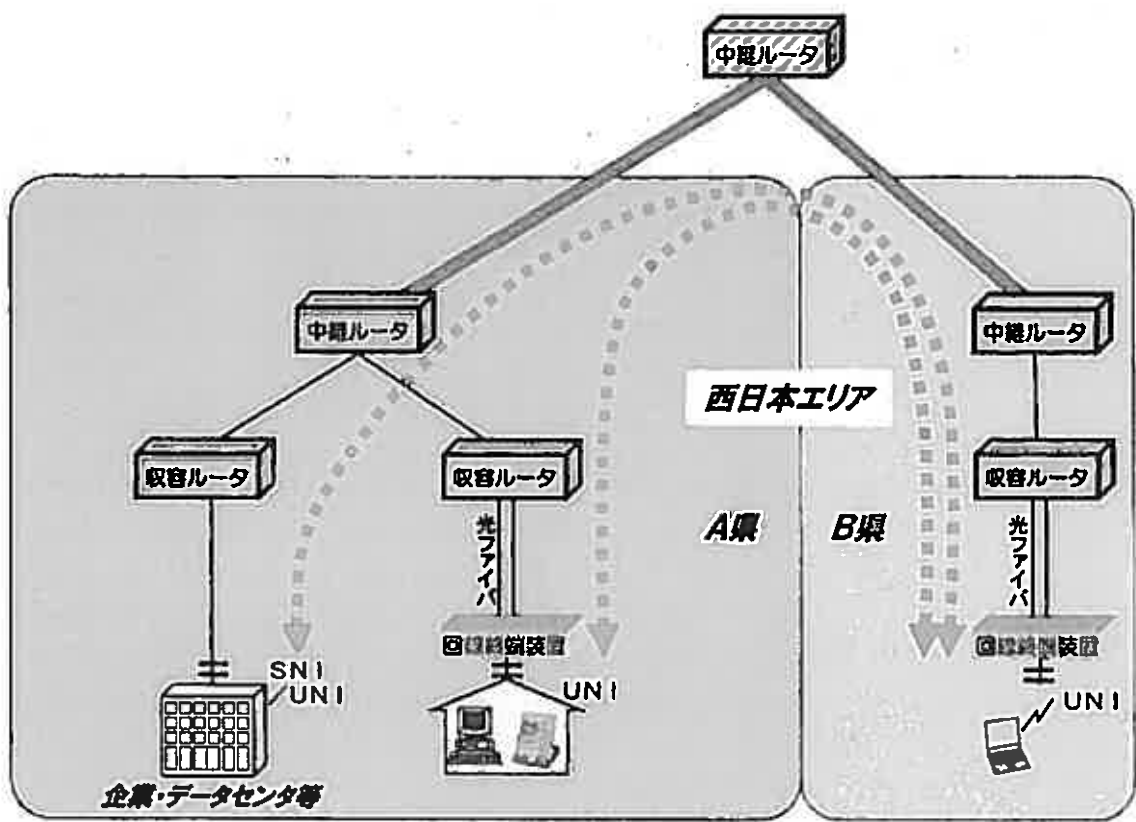 中継ルータ
中継ルータ
中継ルータ
西日本エリア
収容ルータ
収容ルータ
収容ルータ
A県
B県
光ファイバ
光ファイバ
回線終端装置
回線終端装置
SNI
UNI
UNI
UNI
企業・データセンタ等